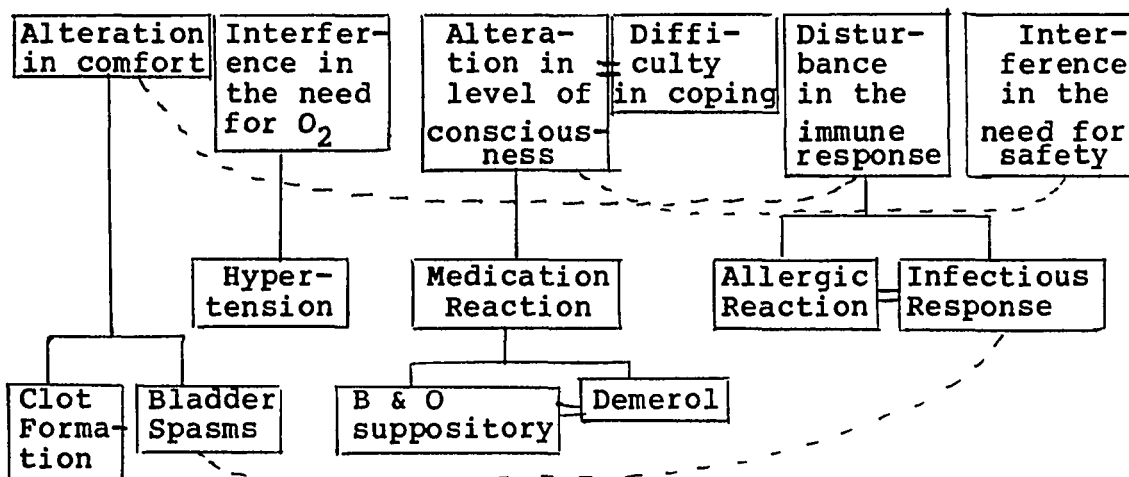 Alteration
in comfort
Interfer-
ence in
the need
for O2
Altera-
tion in
level of
conscious-
ness
Diffi-
culty
in coping
Distur-
bance
in the
immune
response
Inter-
ference
in the
need for
safety
Hyper-
tension
Medication
Reaction
Allergic
Reaction
Infectious
Response
Clot
Forma-
tion
Bladder
Spasms
B & O
suppository
Demerol